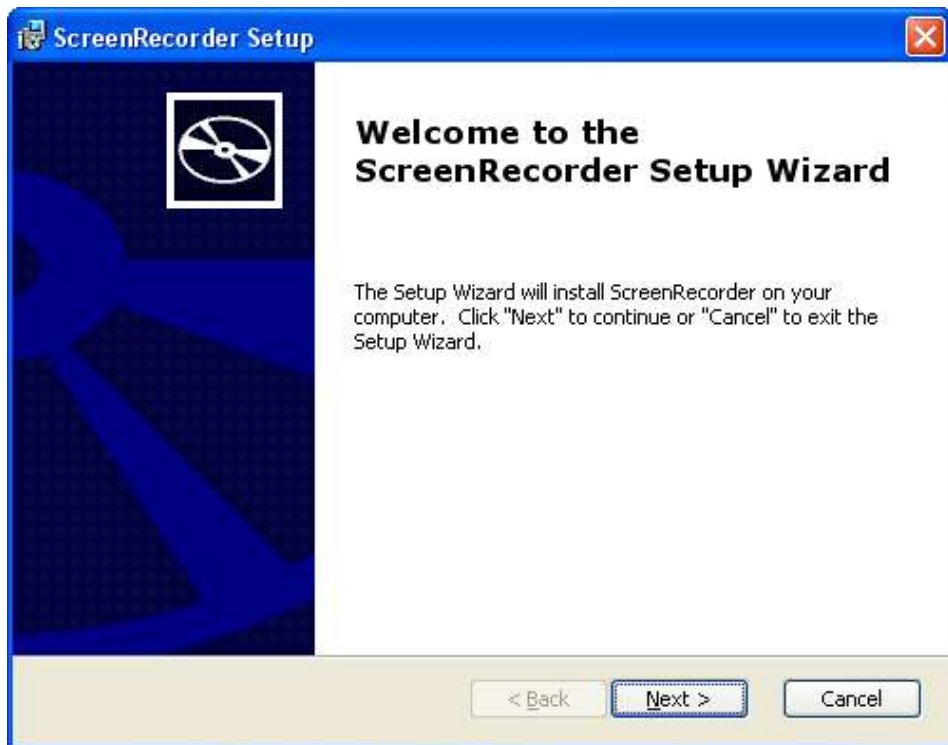 ScreenRecorder Setup
Welcome to the
ScreenRecorder Setup Wizard
The Setup Wizard will install ScreenRecorder on your
computer.  Click "Next" to continue or "Cancel" to exit the
Setup Wizard.
< Back
Next >
Cancel